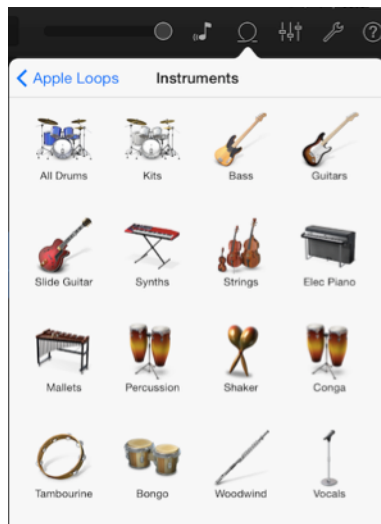 Apple Loops Instruments
All Drums Kits Bass Guitars
Slide Guitar Synths Strings Elec Piano
Mallets Percussion Shaker Conga
Tambourine Bongo Woodwind Vocals